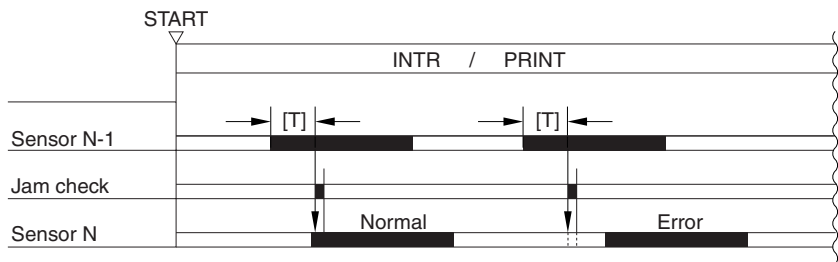 START
INTR / PRINT
[T] [T]
Sensor N-1
Jam check
Normal Error
Sensor N